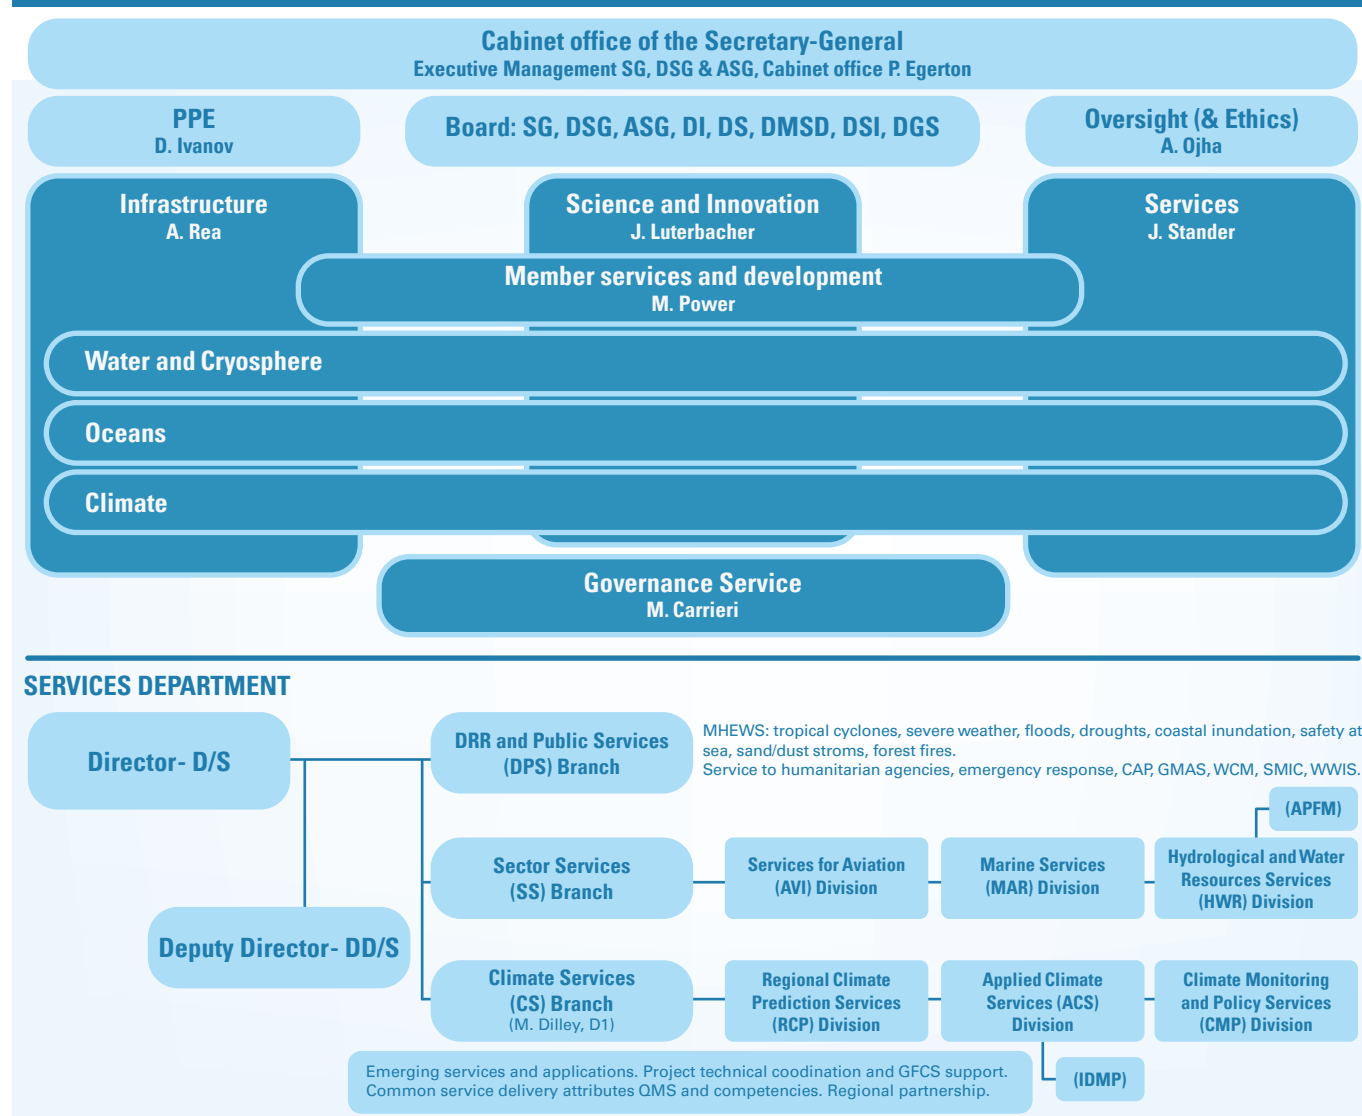 Cabinet office of the Secretary-General
Executive Management SG, DSG & ASG, Cabinet office P. Egerton
PPE
D. Ivanov
Board: SG, DSG, ASG, DI, DS, DMSD, DSI, DGS
Oversight (& Ethics)
A. Ojha
Infrastructure
A. Rea
Science and Innovation
J. Luterbacher
Services
J. Stander
Member services and development
M. Power
Water and Cryosphere
Oceans
Climate
Governance Service
M. Carrieri
SERVICES DEPARTMENT
Director- D/S
Deputy Director- DD/S
DRR and Public Services
(DPS) Branch
MHEWS: tropical cyclones, severe weather, floods, droughts, coastal inundation, safety at
sea, sand/dust stroms, forest fires.
Service to humanitarian agencies, emergency response, CAP, GMAS, WCM, SMIC, WWIS.
(APFM)
Sector Services
(SS) Branch
Services for Aviation
(AVI) Division
Marine Services
(MAR) Division
Hydrological and Water
Resources Services
(HWR) Division
Climate Services
(CS) Branch
(M. Dilley, D1)
Regional Climate
Prediction Services
(RCP) Division
Applied Climate
Services (ACS)
Division
Climate Monitoring
and Policy Services
(CMP) Division
Emerging services and applications. Project technical coodination and GFCS support.
Common service delivery attributes QMS and competencies. Regional partnership.
(IDMP)